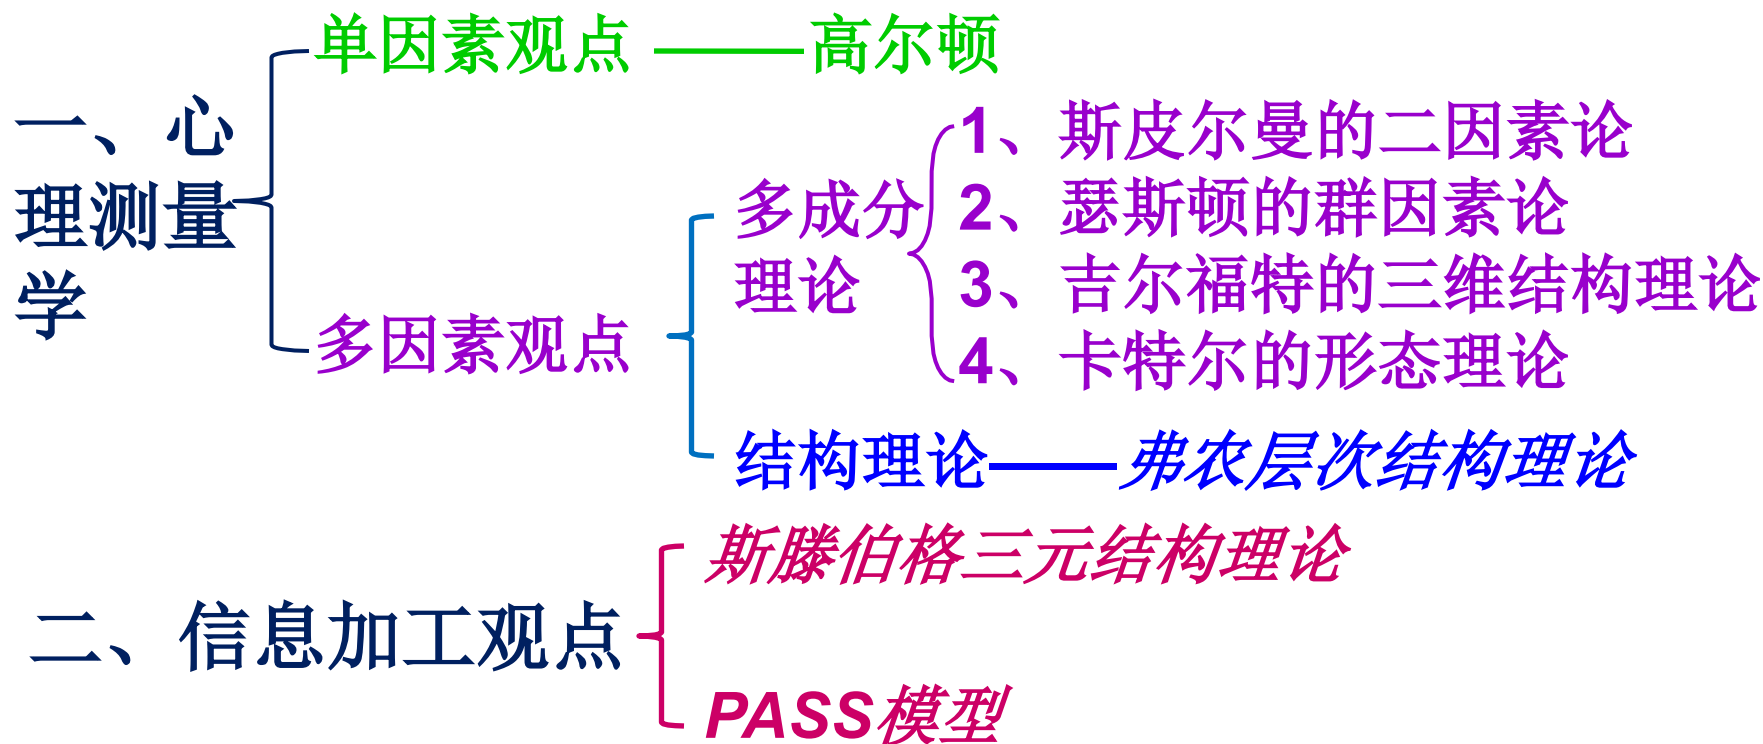 一、心
理测量
学
单因素观点
高尔顿
多因素观点
多成分
理论
1、斯皮尔曼的二因素论
2、瑟斯顿的群因素论
3、吉尔福特的三维结构理论
4、卡特尔的形态理论
结构理论
弗农层次结构理论
二、信息加工观点
斯滕伯格三元结构理论
PASS模型